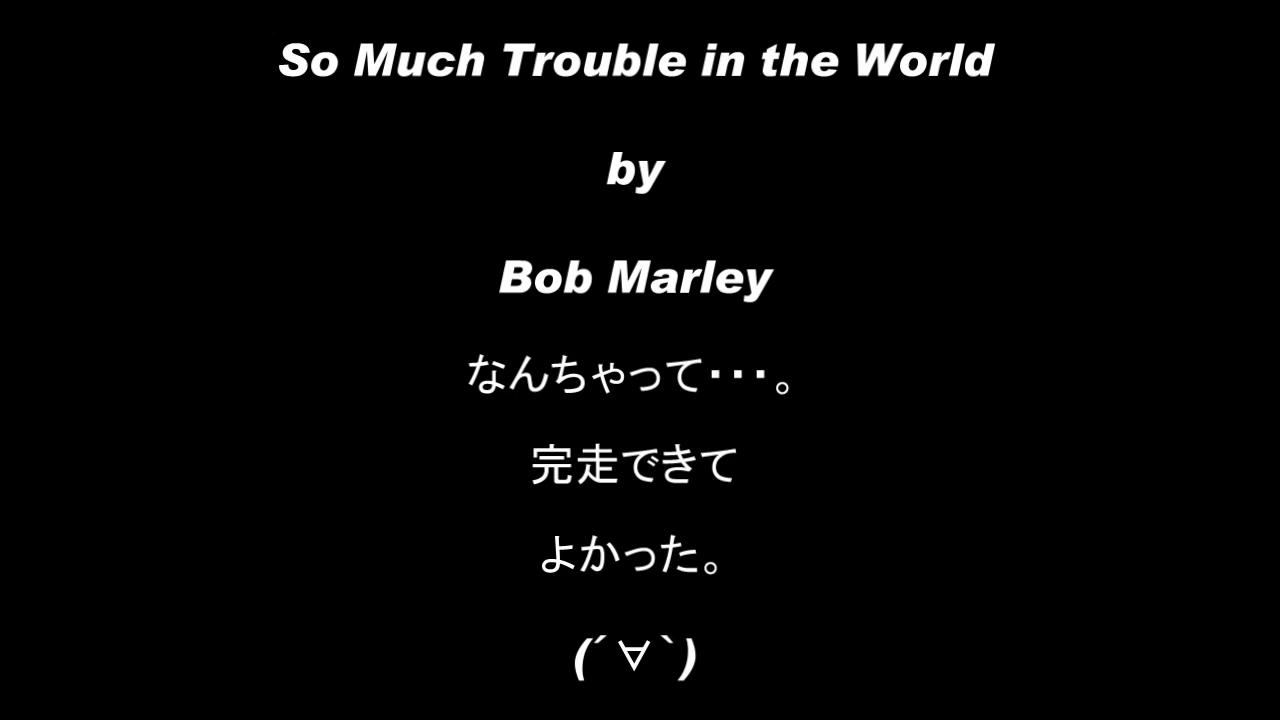 So Much Trouble in the World
by
Bob Marley
なんちゃって・・・。
完走できて
よかった。
(´∀`)